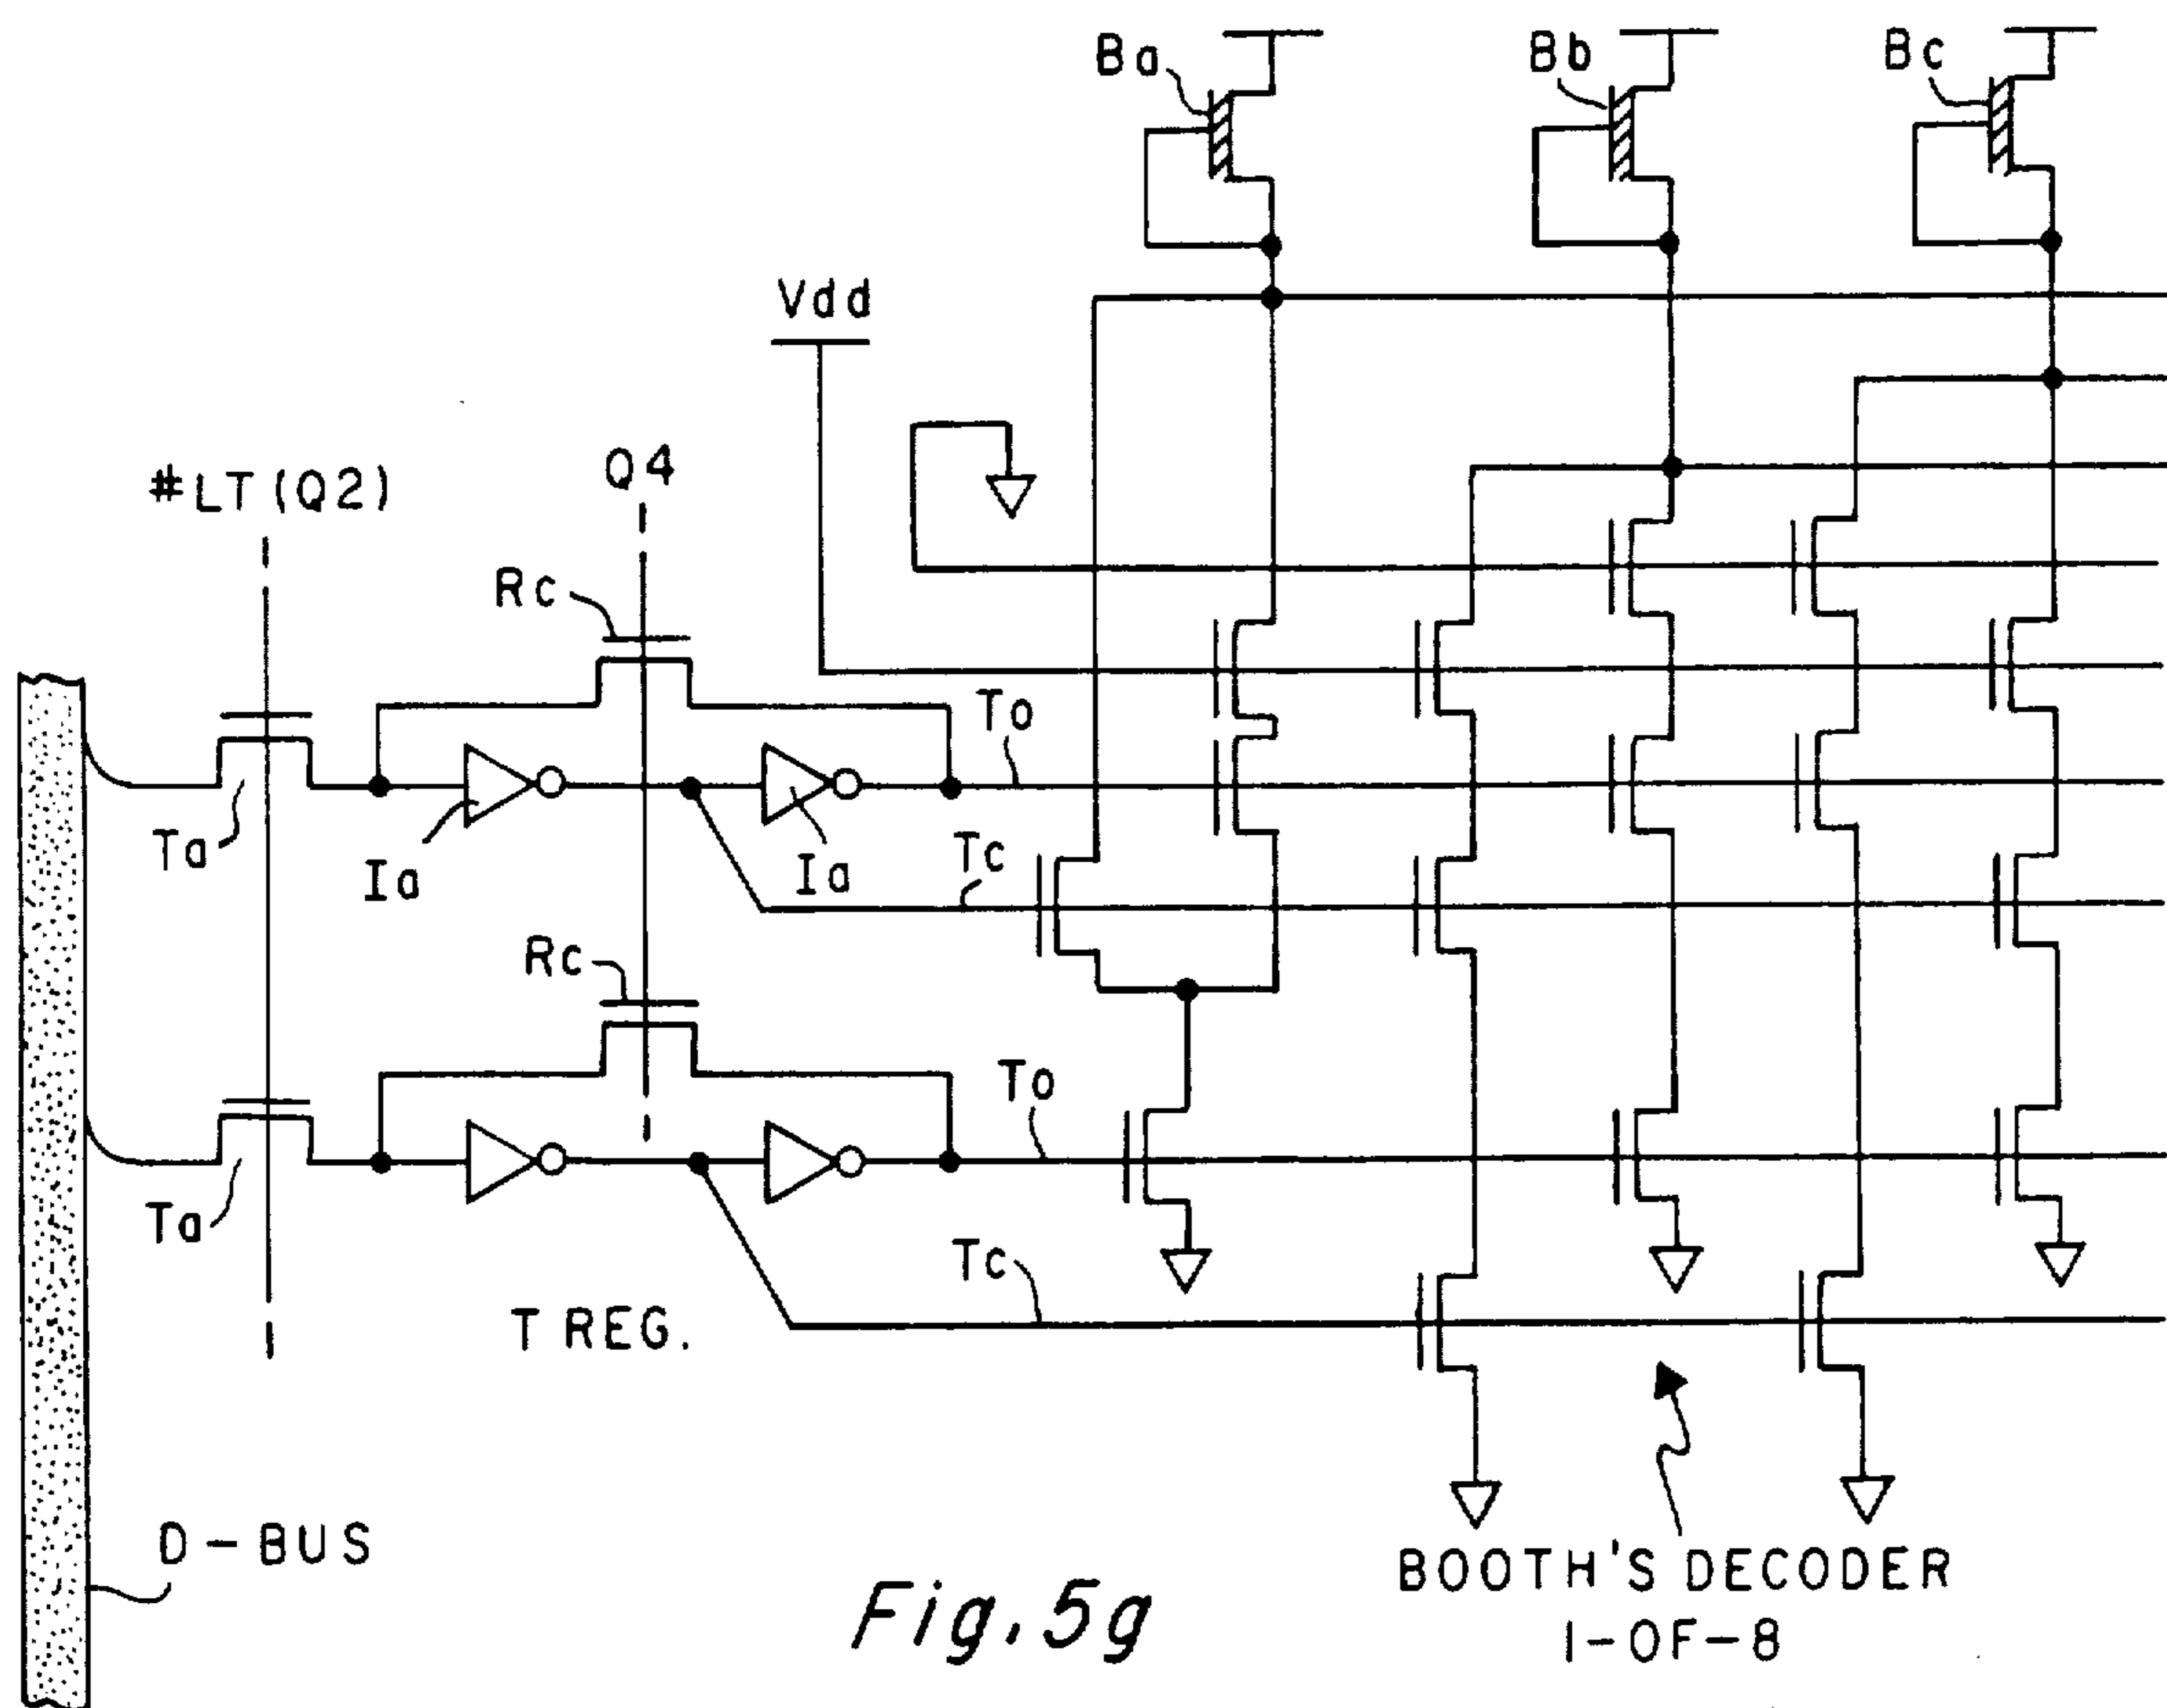 Ba
Bb
Bc
Vdd
#LT(Q2)
Q4
Rc
To
Ta
Ia
Ia
Tc
Rc
To
Ta
Tc
T REG.
D-BUS
BOOTH'S DECODER
1-OF-8
Fig. 5g